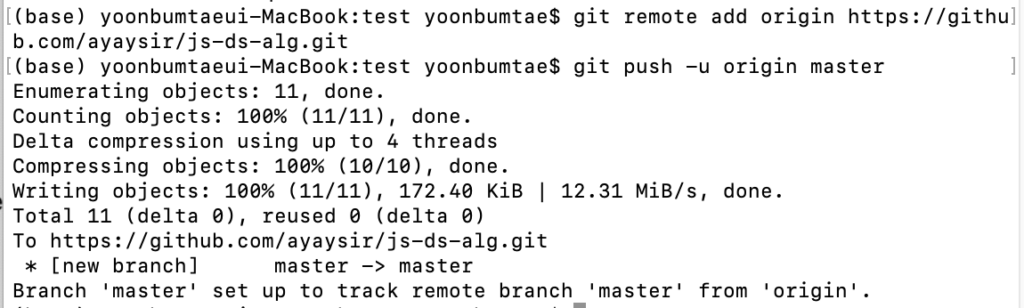 [(base) yoonbumtaeui-MacBook:test yoonbumtae$ git remote add origin https://githu]
b.com/ayaysir/js-ds-alg.git
[(base) yoonbumtaeui-MacBook:test yoonbumtae$ git push -u origin master ]
Enumerating objects: 11, done.
Counting objects: 100% (11/11), done.
Delta compression using up to 4 threads
Compressing objects: 100% (10/10), done.
Writing objects: 100% (11/11), 172.40 KiB | 12.31 MiB/s, done.
Total 11 (delta 0), reused 0 (delta 0)
To https://github.com/ayaysir/js-ds-alg.git
 * [new branch]      master -> master
Branch 'master' set up to track remote branch 'master' from 'origin'.